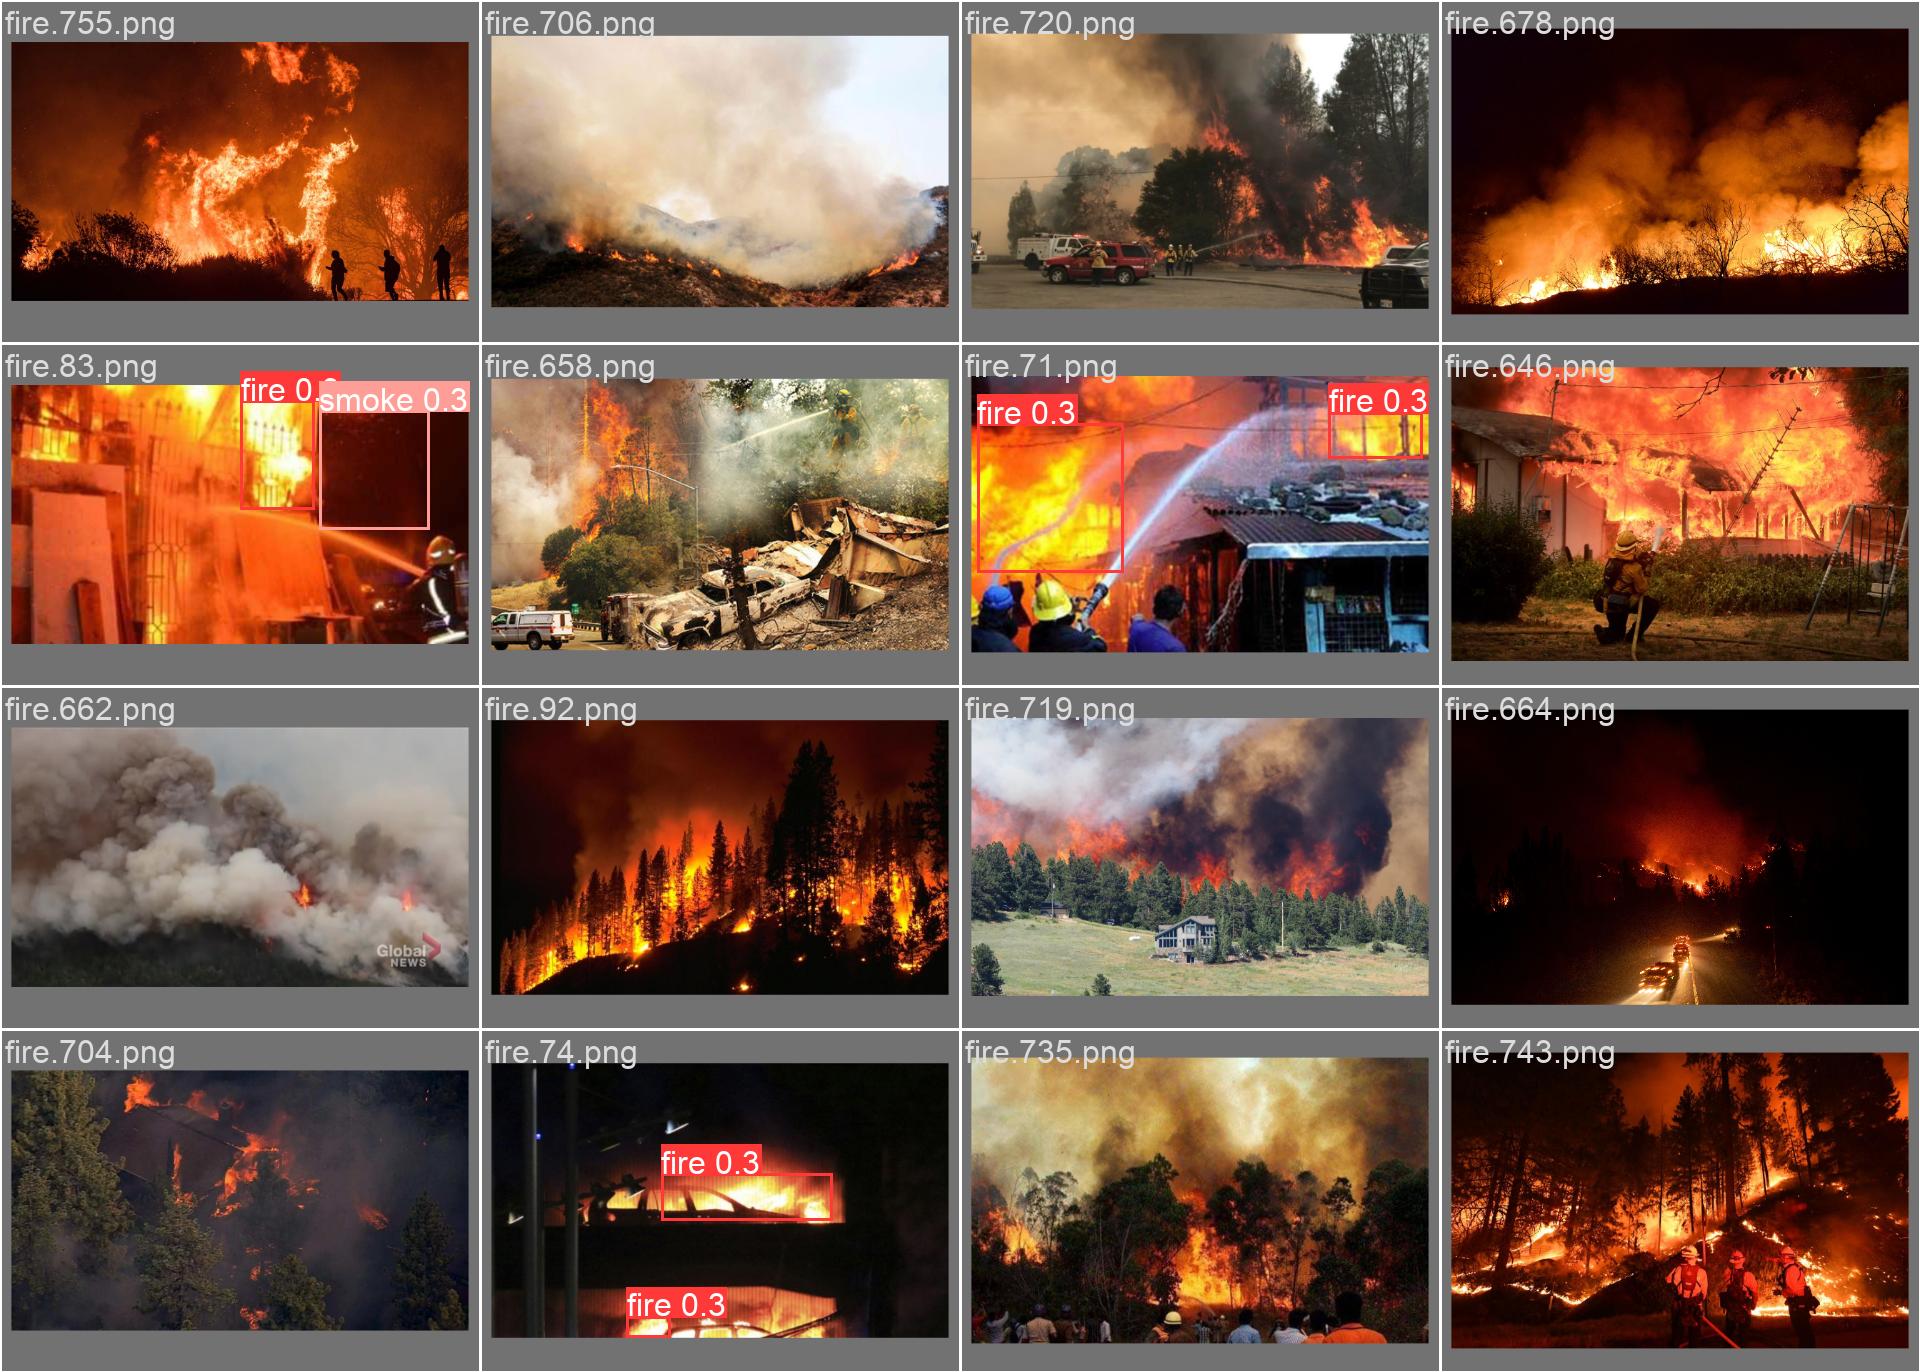 fire.755.png
fire.706.png
fire.720.png
fire.678.png
fire.83.png
fire
smoke 0.3
fire.658.png
fire.71.png
fire 0.3
fire 0.3
fire.646.png
fire.662.png
Global
NEWS
fire.92.png
fire.719.png
fire.664.png
fire.704.png
fire.74.png
fire 0.3
fire 0.3
fire.735.png
fire.743.png